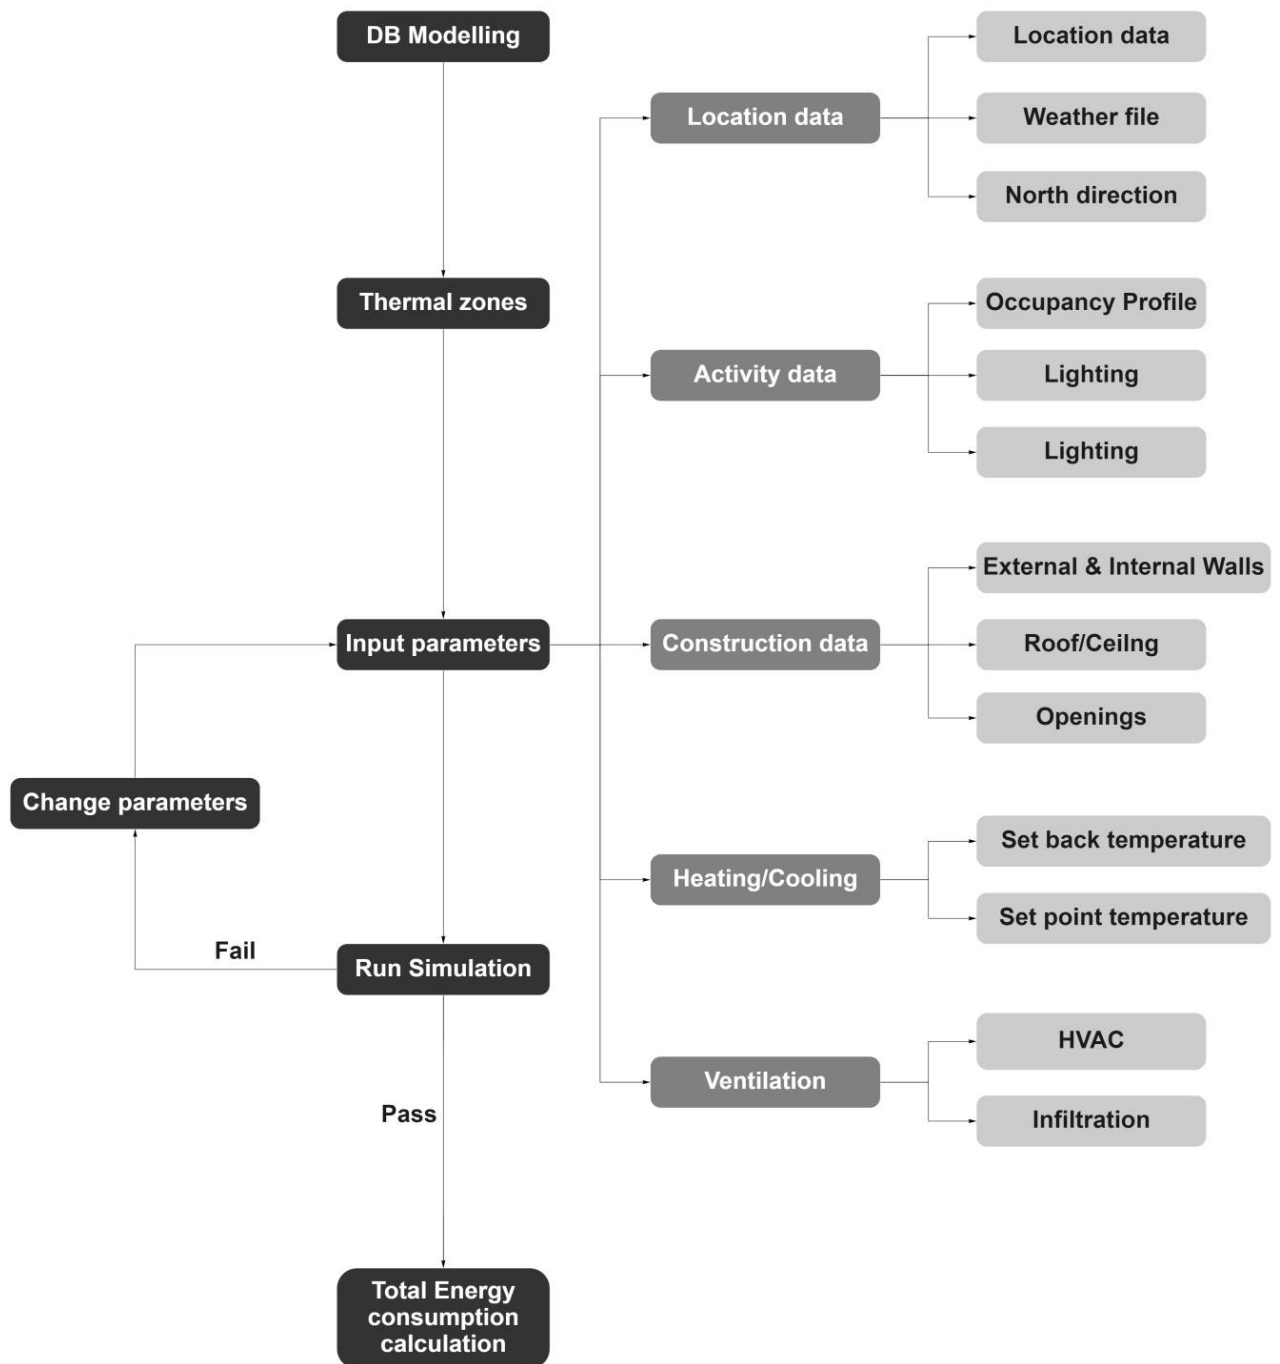 DB Modelling
Location data
Location data
Weather file
North direction
Thermal zones
Activity data
Occupancy Profile
Lighting
Lighting
Input parameters
Construction data
External & Internal Walls
Roof/Ceilng
Openings
Change parameters
Heating/Cooling
Set back temperature
Set point temperature
Fail
Run Simulation
Ventilation
HVAC
Infiltration
Pass
Total Energy
consumption
calculation